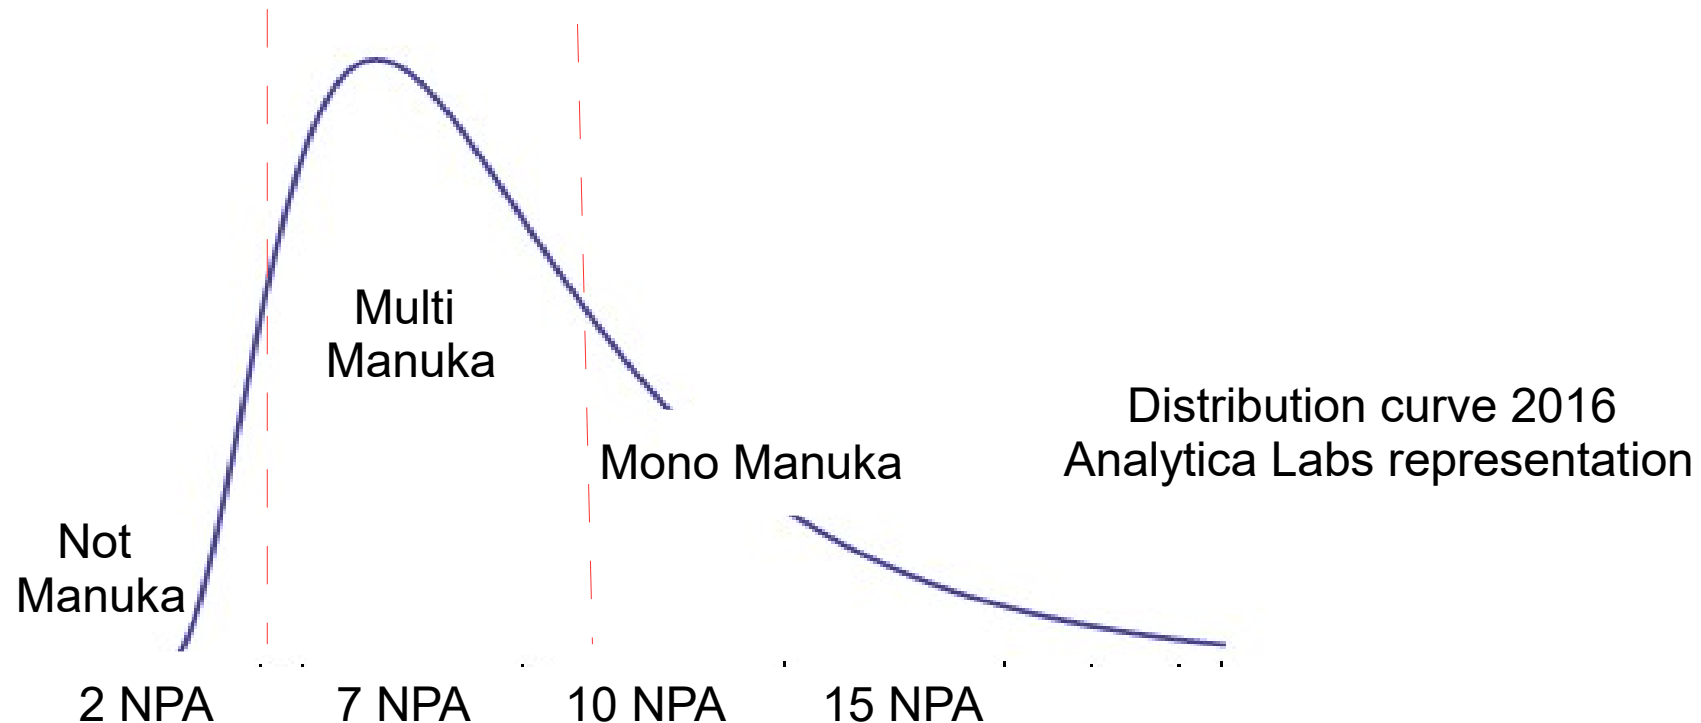 Multi
Manuka
Distribution curve 2016
Analytica Labs representation
Mono Manuka
Not
Manuka
2 NPA
7 NPA
10 NPA
15 NPA